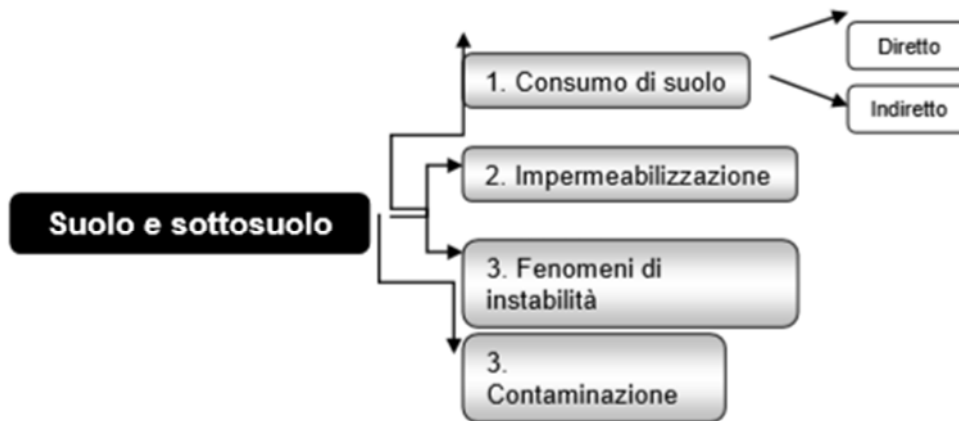 Suolo e sottosuolo
1. Consumo di suolo
Diretto
Indiretto
2. Impermeabilizzazione
3. Fenomeni di
instabilità
3.
Contaminazione